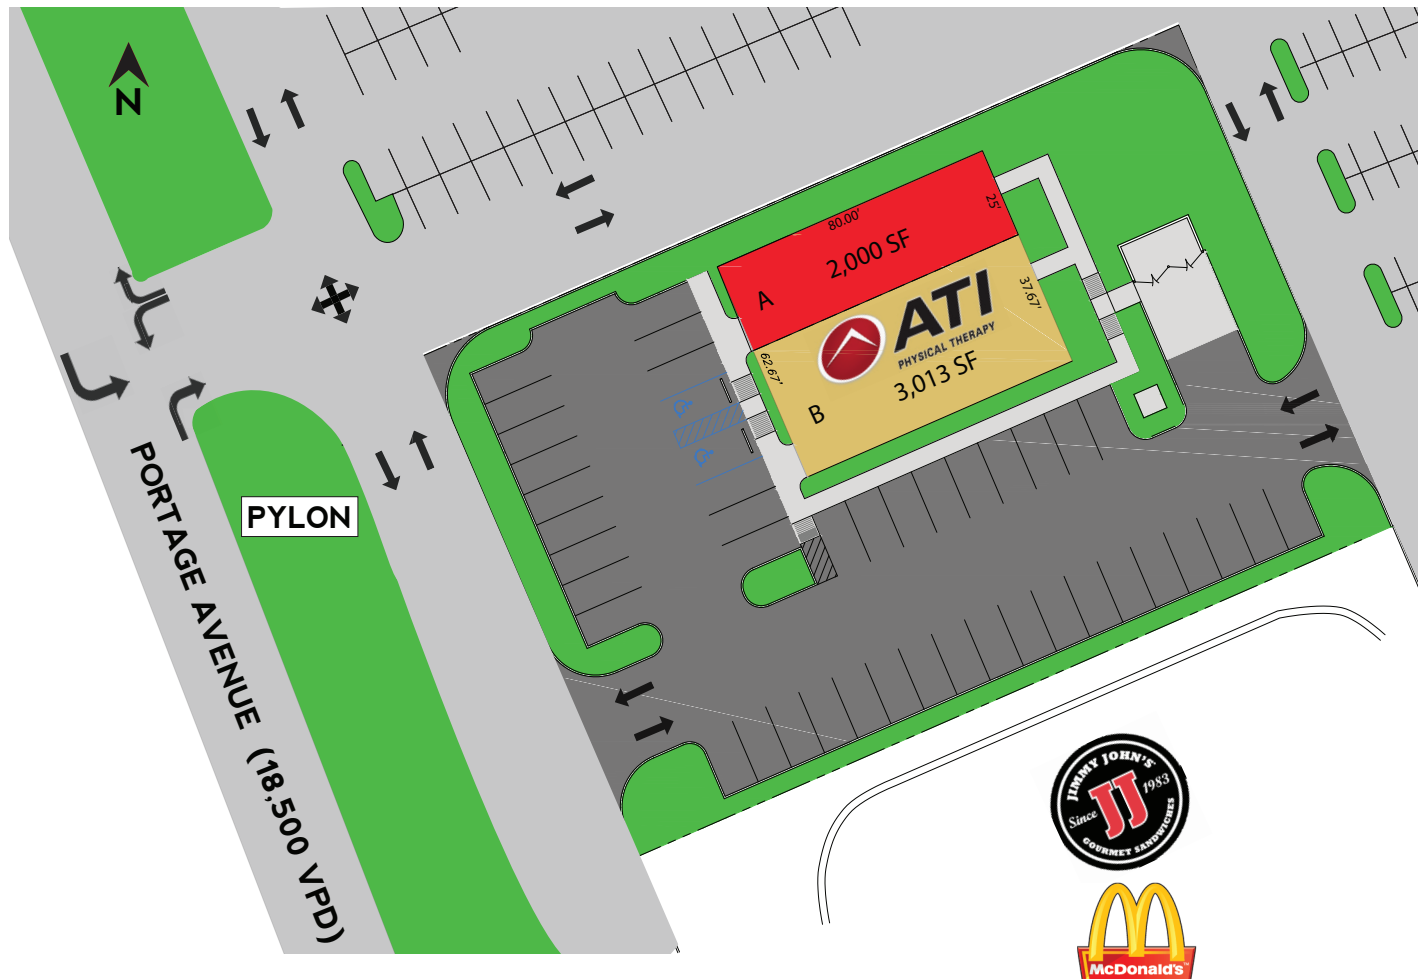 N
80.00'
25'
2,000 SF
A
ATI
PHYSICAL THERAPY
37.67'
62.67'
3,013 SF
B
PYLON
PORTAGE AVENUE (18,500 VPD)
JIMMY JOHN'S
Since JJ 1983
GOURMET SANDWICHES
McDonald's